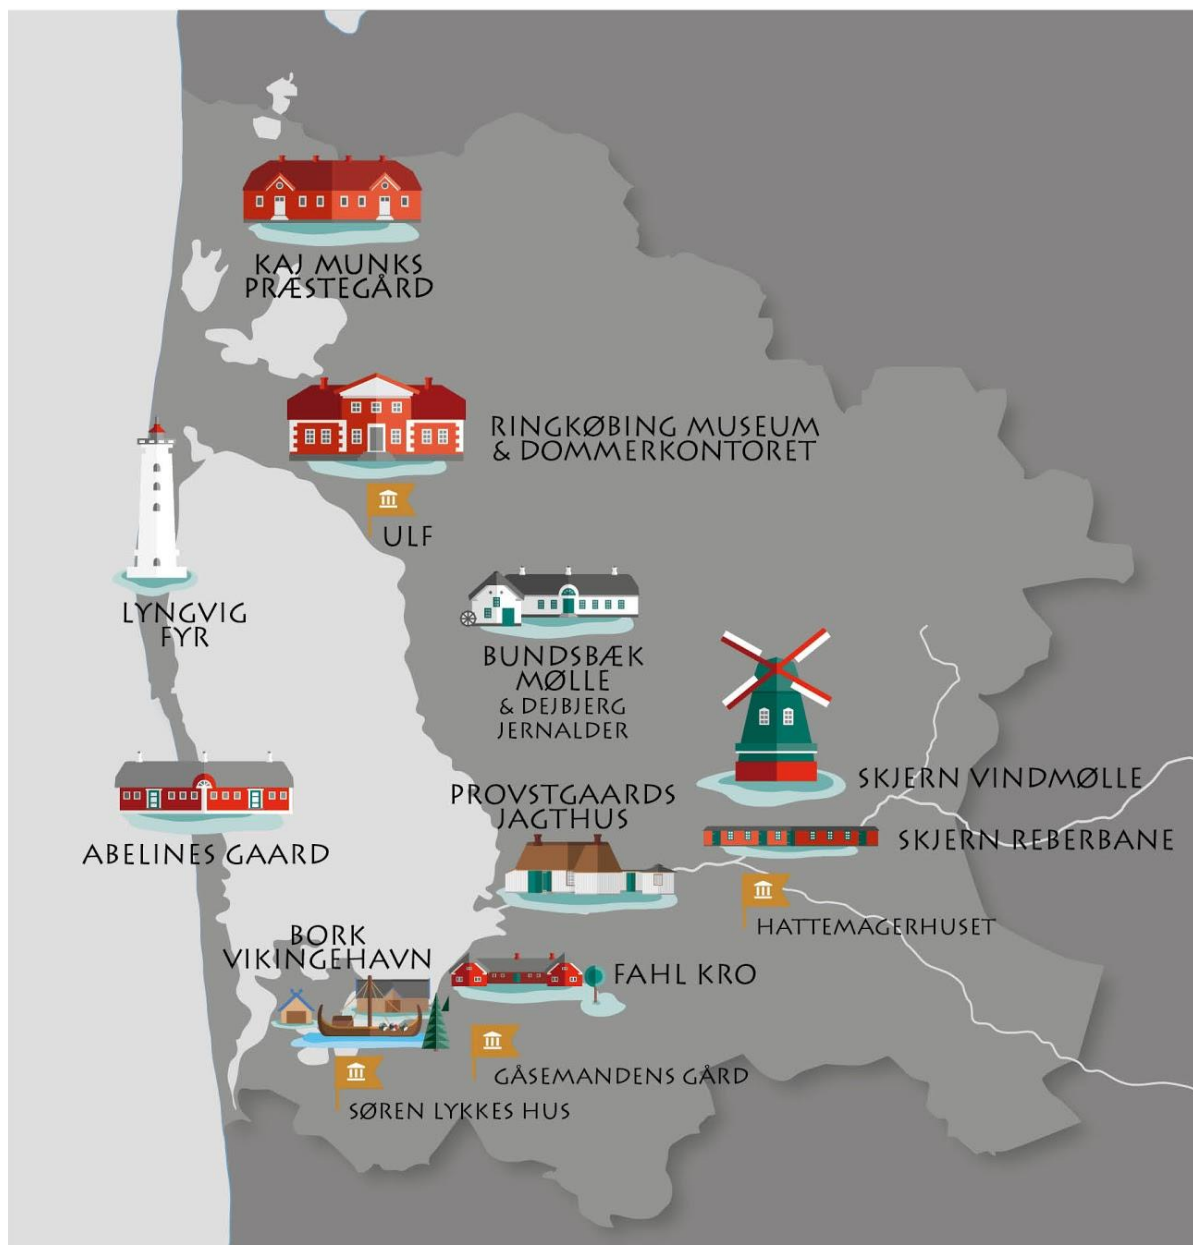 KAJ MUNKS
PRÆSTEGÅRD
RINGKØBING MUSEUM
& DOMMERKONTORET
ULF
LYNGVIG
FYR
BUNDSBÆK
MØLLE
& DEJBJERG
JERNALDER
SKJERN VINDMØLLE
PROVSTGAARDS
JAGTHUS
SKJERN REBERBANE
ABELINES GAARD
HATTEMAGERHUSET
BORK
VIKINGEHAVN
FAHL KRO
GÅSEMANDENS GÅRD
SØREN LYKKES HUS